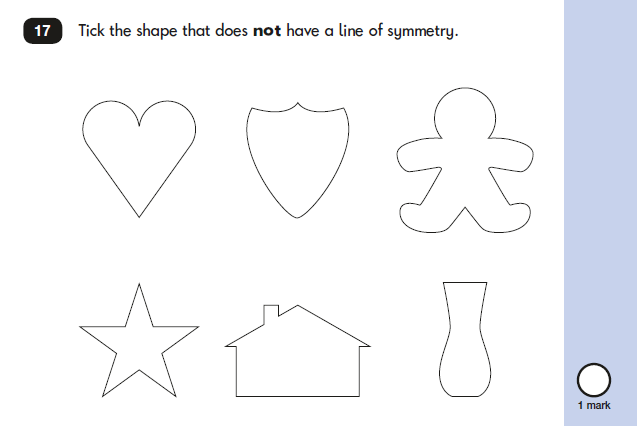 17 Tick the shape that does not have a line of symmetry.
1 mark